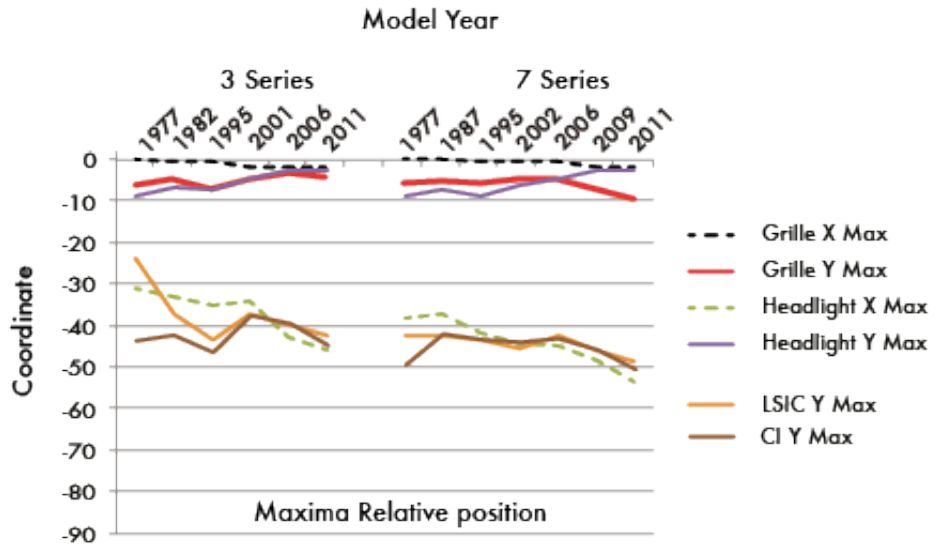 Model Year
3 Series 7 Series
1977 1982 1995 2001 2006 2011 1977 1987 1995 2002 2006 2009 2011
0
-10
-20
-30
-40
-50
-60
-70
-80
-90
Coordinate
Grille X Max
Grille Y Max
Headlight X Max
Headlight Y Max
LSIC Y Max
CI Y Max
Maxima Relative position